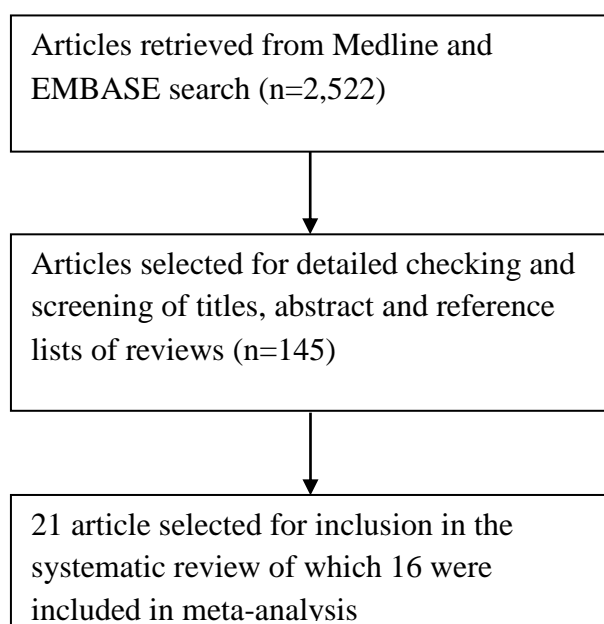 Articles retrieved from Medline and
EMBASE search (n=2,522)
Articles selected for detailed checking and
screening of titles, abstract and reference
lists of reviews (n=145)
21 article selected for inclusion in the
systematic review of which 16 were
included in meta-analysis